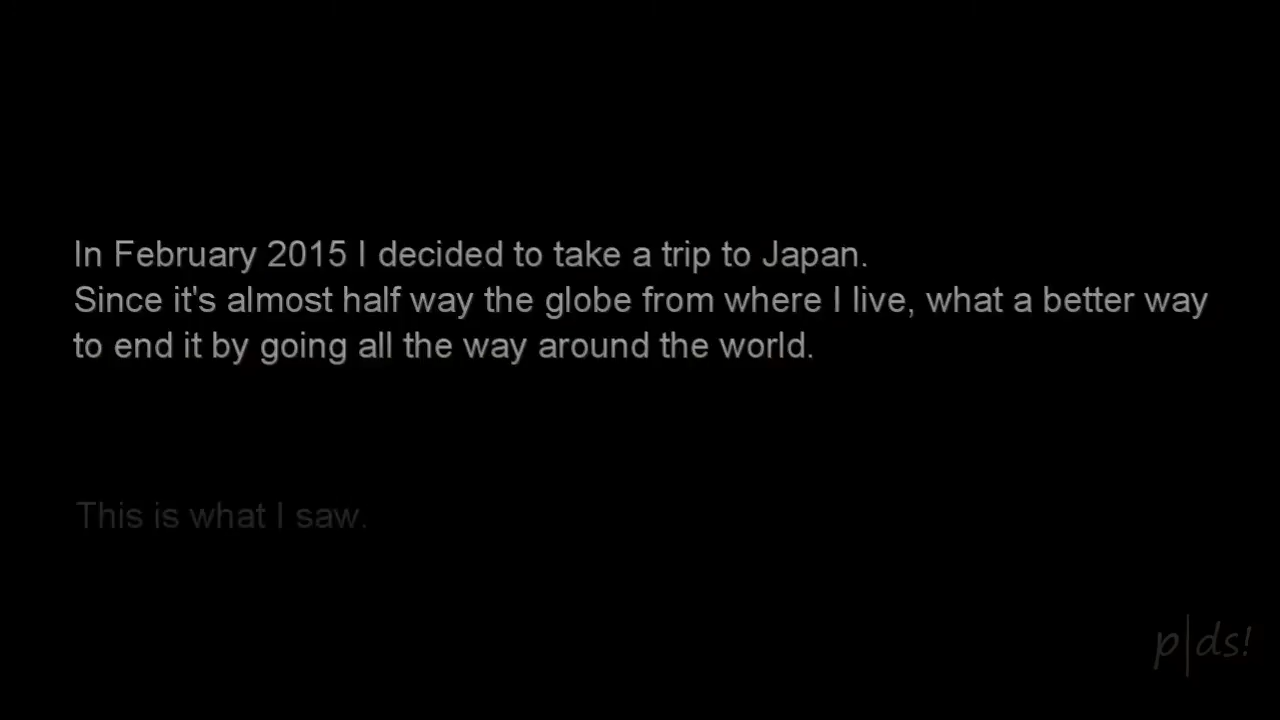 In February 2015 I decided to take a trip to Japan.
Since it's almost half way the globe from where I live, what a better way
to end it by going all the way around the world.
This is what I saw.
p|ds!